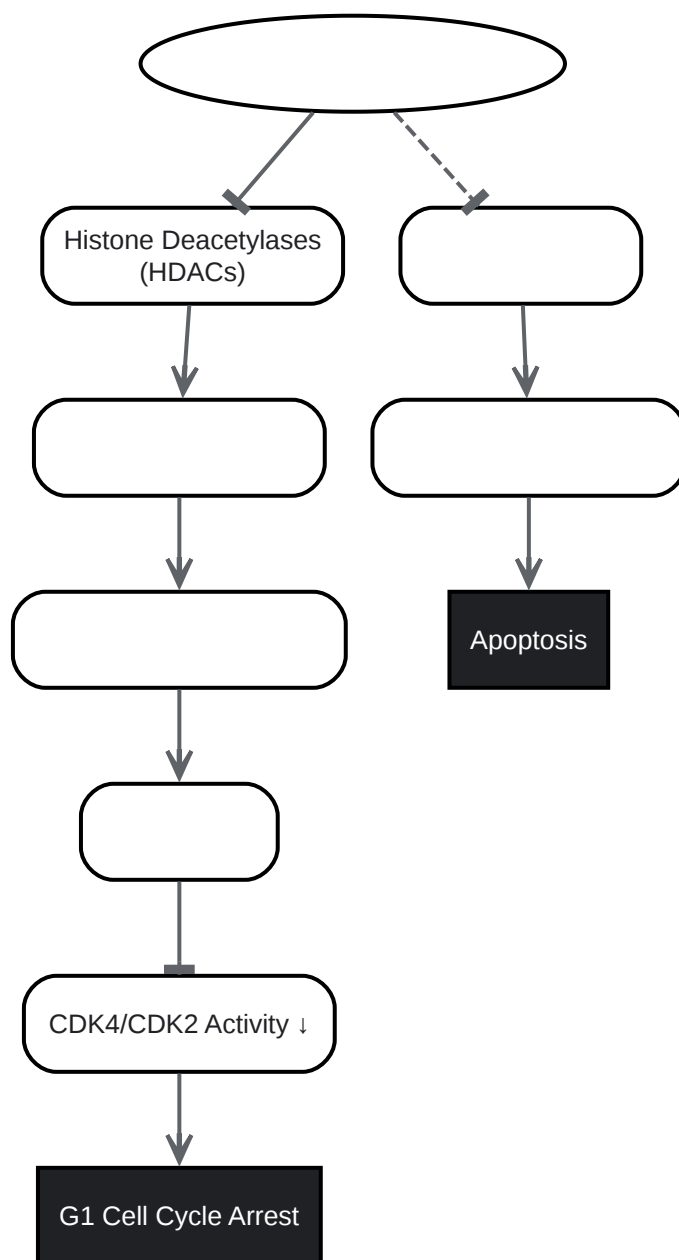 Histone Deacetylases
(HDACs)
Apoptosis
CDK4/CDK2 Activity ↓
G1 Cell Cycle Arrest